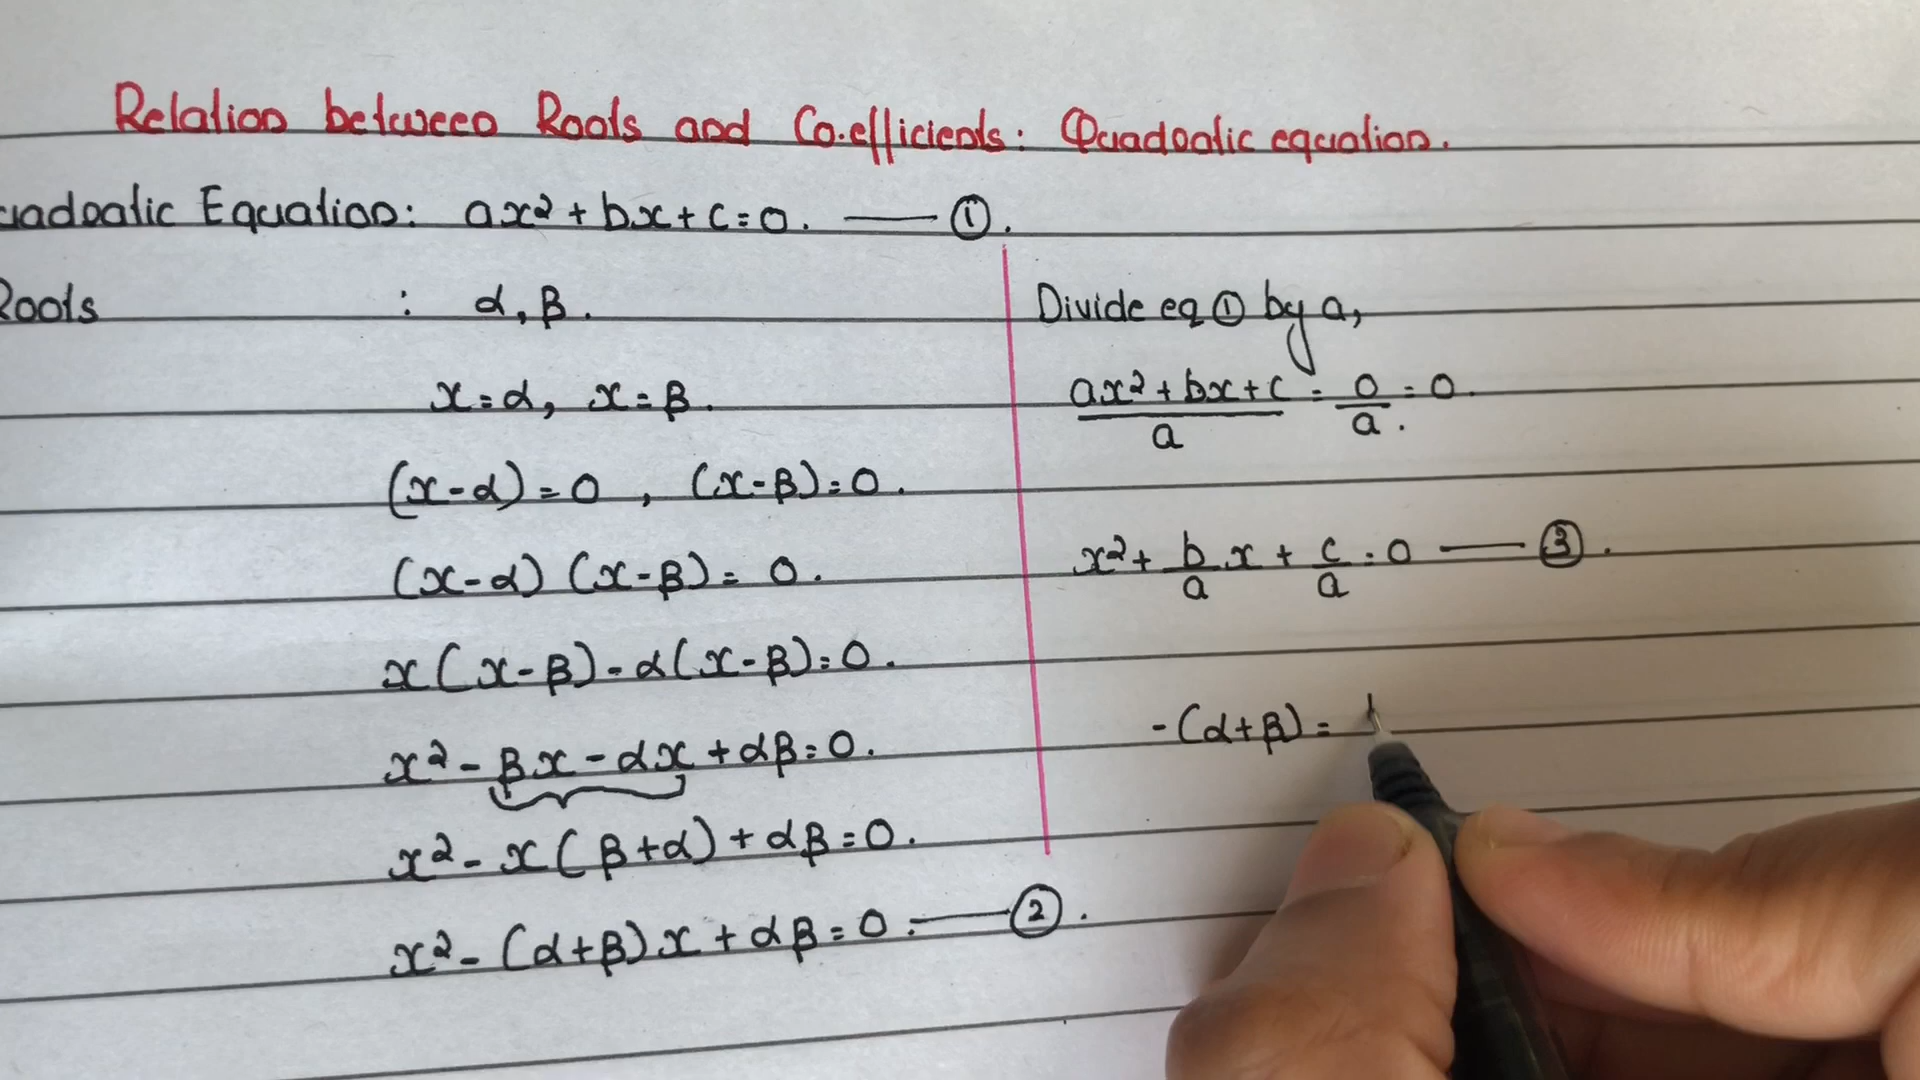 Relation between Roots and Co.efficients: Quadratic equation.
uadratic Equation: ax² + bx + c = 0. —— ①.
Roots : α, β.
x = α, x = β.
(x-α) = 0 , (x-β) = 0.
(x-α) (x-β) = 0.
x(x-β) - α(x-β) = 0.
x² - βx - αx + αβ = 0.
x² - x(β+α) + αβ = 0.
x² - (α+β)x + αβ = 0. —— ②.
Divide eq ① by a,
ax² + bx + c / a = 0 / a. = 0.
x² + b/a x + c/a = 0 —— ③.
-(α+β) =